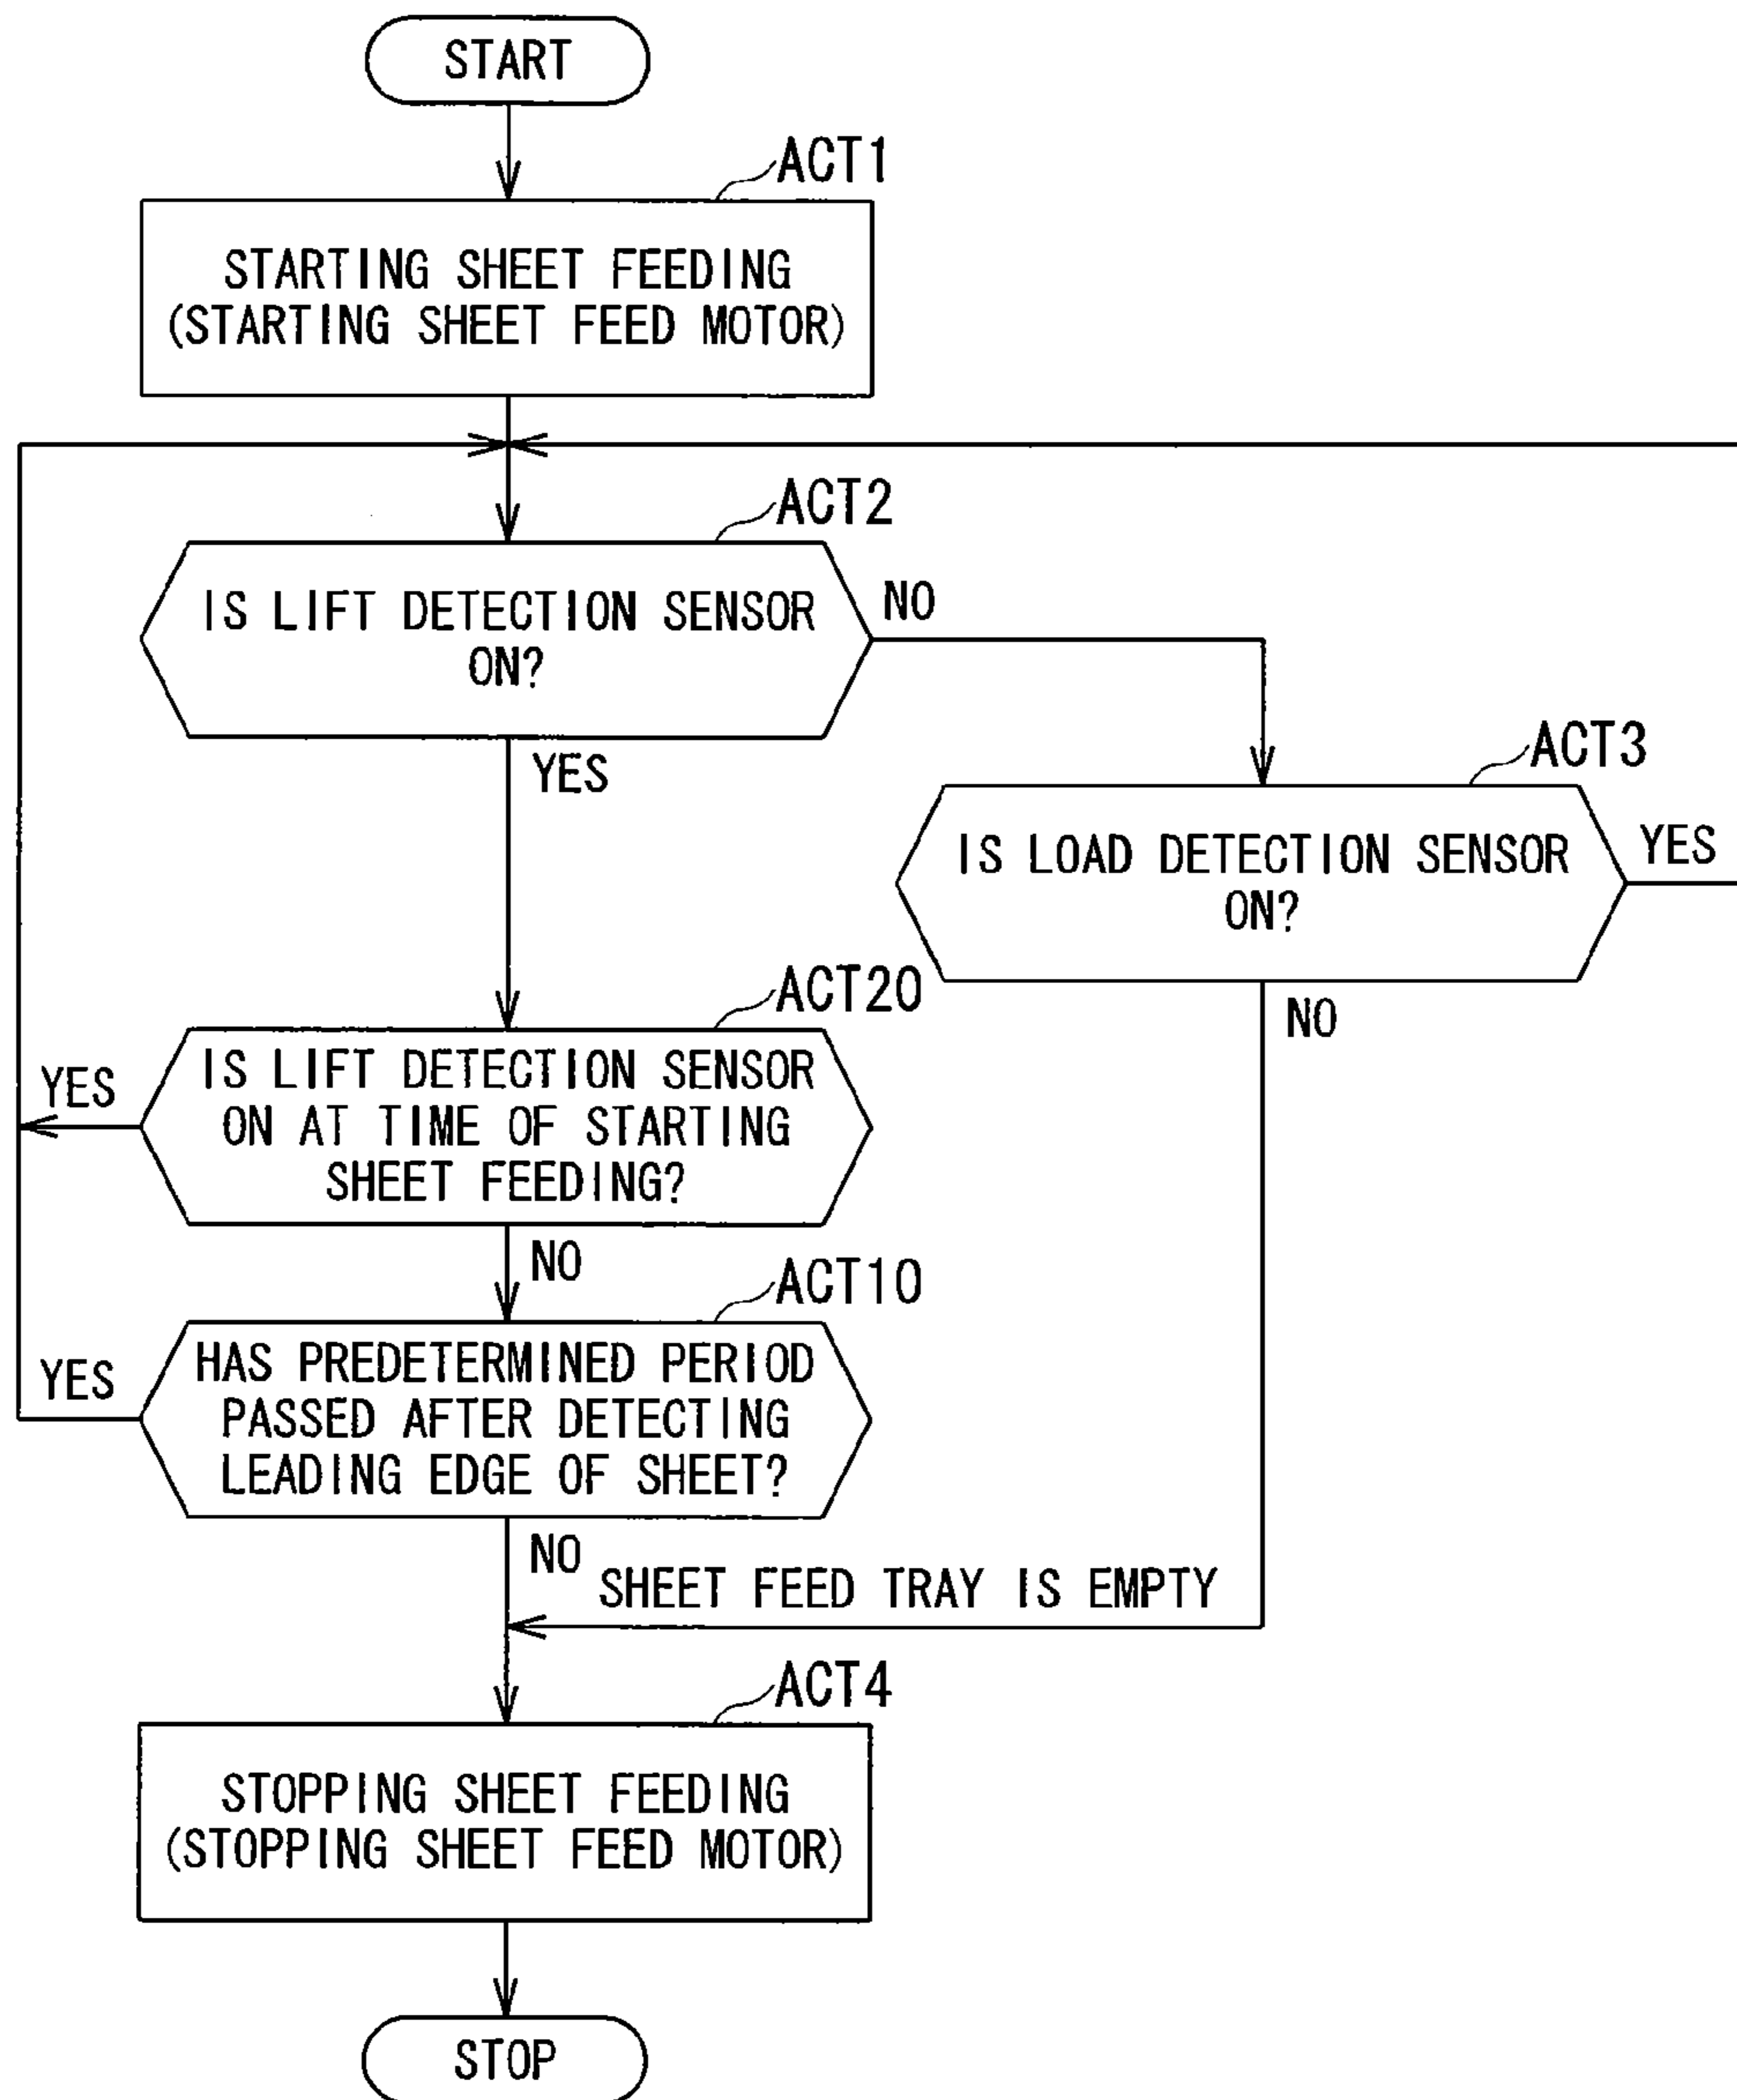 START
ACT1
STARTING SHEET FEEDING
(STARTING SHEET FEED MOTOR)
ACT2
IS LIFT DETECTION SENSOR
ON?
NO
YES
ACT3
IS LOAD DETECTION SENSOR
ON?
YES
NO
ACT20
IS LIFT DETECTION SENSOR
ON AT TIME OF STARTING
SHEET FEEDING?
YES
NO
ACT10
HAS PREDETERMINED PERIOD
PASSED AFTER DETECTING
LEADING EDGE OF SHEET?
YES
NO
SHEET FEED TRAY IS EMPTY
ACT4
STOPPING SHEET FEEDING
(STOPPING SHEET FEED MOTOR)
STOP